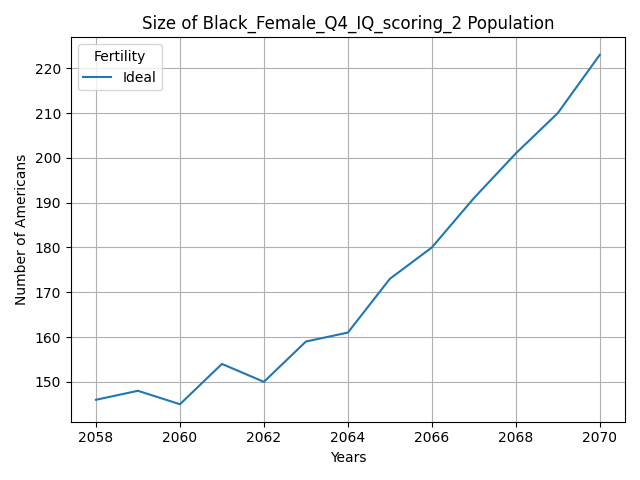 Size of Black_Female_Q4_IQ_scoring_2 Population
Fertility
Ideal
Number of Americans
220
210
200
190
180
170
160
150
2058 2060 2062 2064 2066 2068 2070
Years